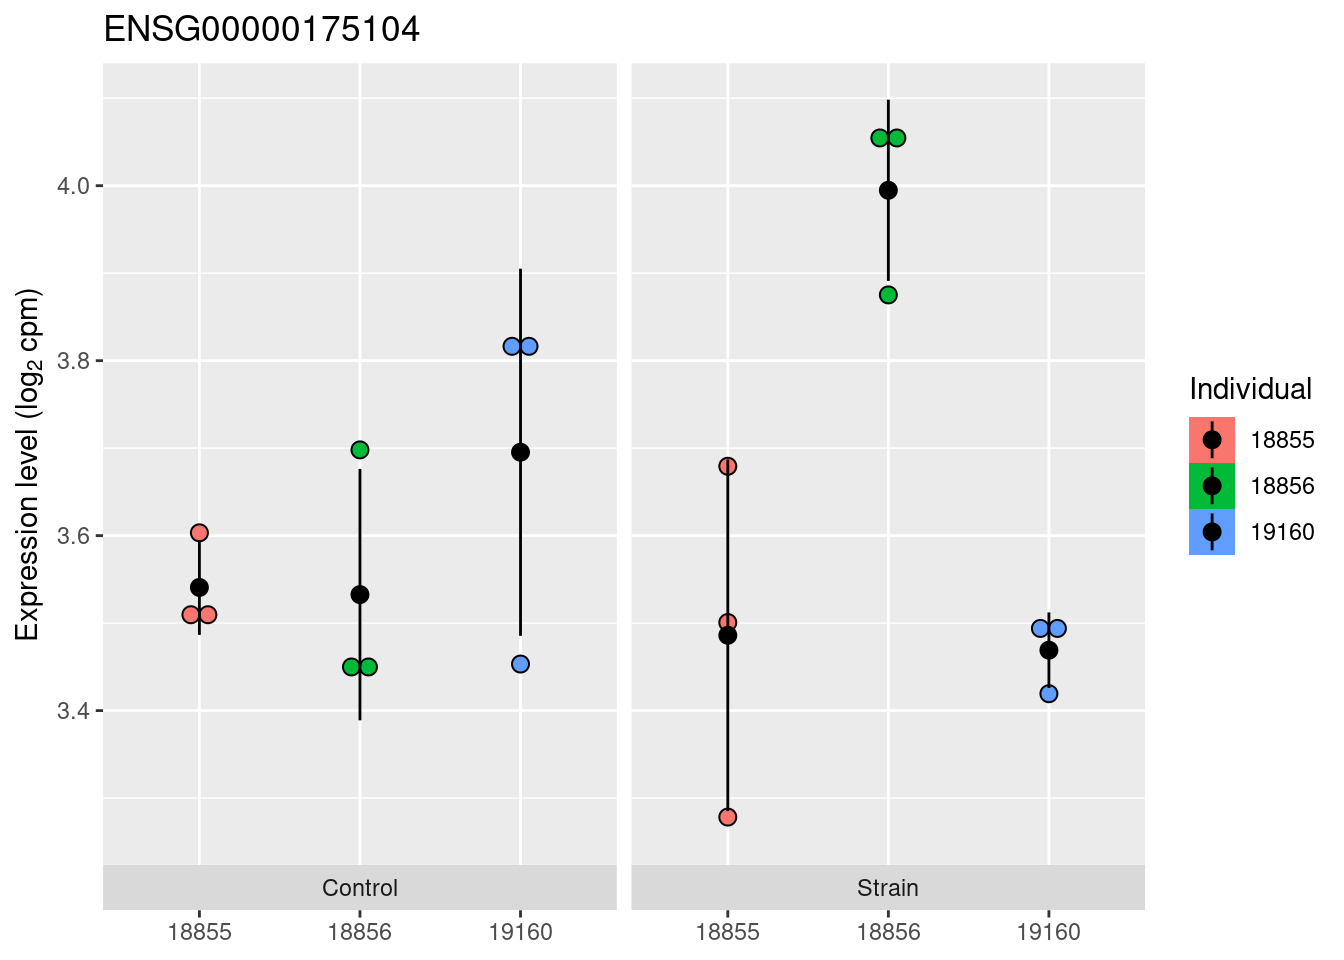 ENSG00000175104
Expression level (log₂ cpm)
4.0
3.8
3.6
3.4
Control
Strain
18855
18856
19160
18855
18856
19160
Individual
18855
18856
19160